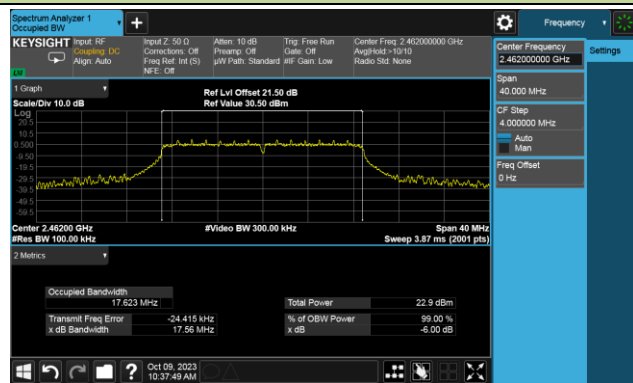 Spectrum Analyzer 1
Occupied BW
Frequency
KEYSIGHT
Input: RF
Coupling: DC
Align: Auto
Input Z: 50 Ω
Corrections: Off
Freq Ref: Int (S)
NFE: Off
Atten: 10 dB
Preamp: Off
µW Path: Standard
Trig: Free Run
Gate: Off
#IF Gain: Low
Center Freq: 2.462000000 GHz
Avg|Hold:>10/10
Radio Std: None
Center Frequency
2.462000000 GHz
Settings
Span
40.000 MHz
CF Step
4.000000 MHz
Auto
Man
Freq Offset
0 Hz
1 Graph
Scale/Div 10.0 dB
Ref Lvl Offset 21.50 dB
Ref Value 30.50 dBm
Log
20.5
10.5
0.500
-9.50
-19.5
-29.5
-39.5
-49.5
-59.5
Center 2.46200 GHz
#Video BW 300.00 kHz
Span 40 MHz
#Res BW 100.00 kHz
Sweep 3.87 ms (2001 pts)
2 Metrics
Occupied Bandwidth
17.623 MHz
Total Power 22.9 dBm
Transmit Freq Error -24.415 kHz
% of OBW Power 99.00 %
x dB Bandwidth 17.56 MHz
x dB -6.00 dB
?
Oct 09, 2023
10:37:49 AM